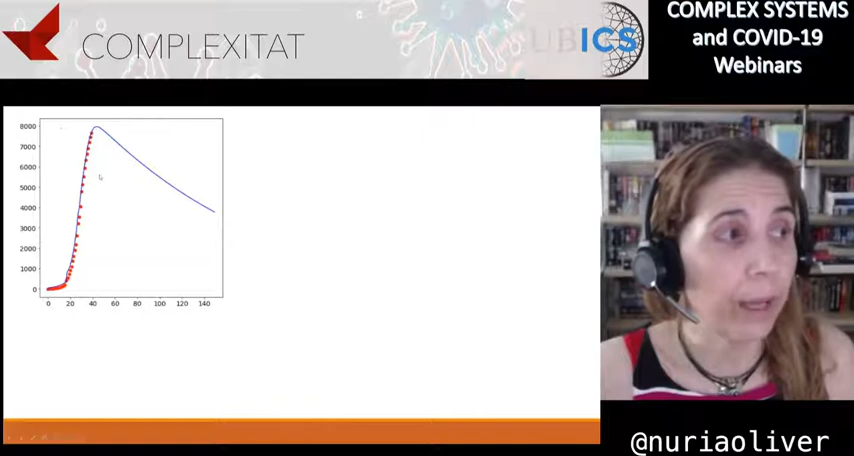 COMPLEXITAT
UBICS
COMPLEX SYSTEMS
and COVID-19
Webinars
8000
7000
6000
5000
4000
3000
2000
1000
0
0 20 40 60 80 100 120 140
@nuriaoliver